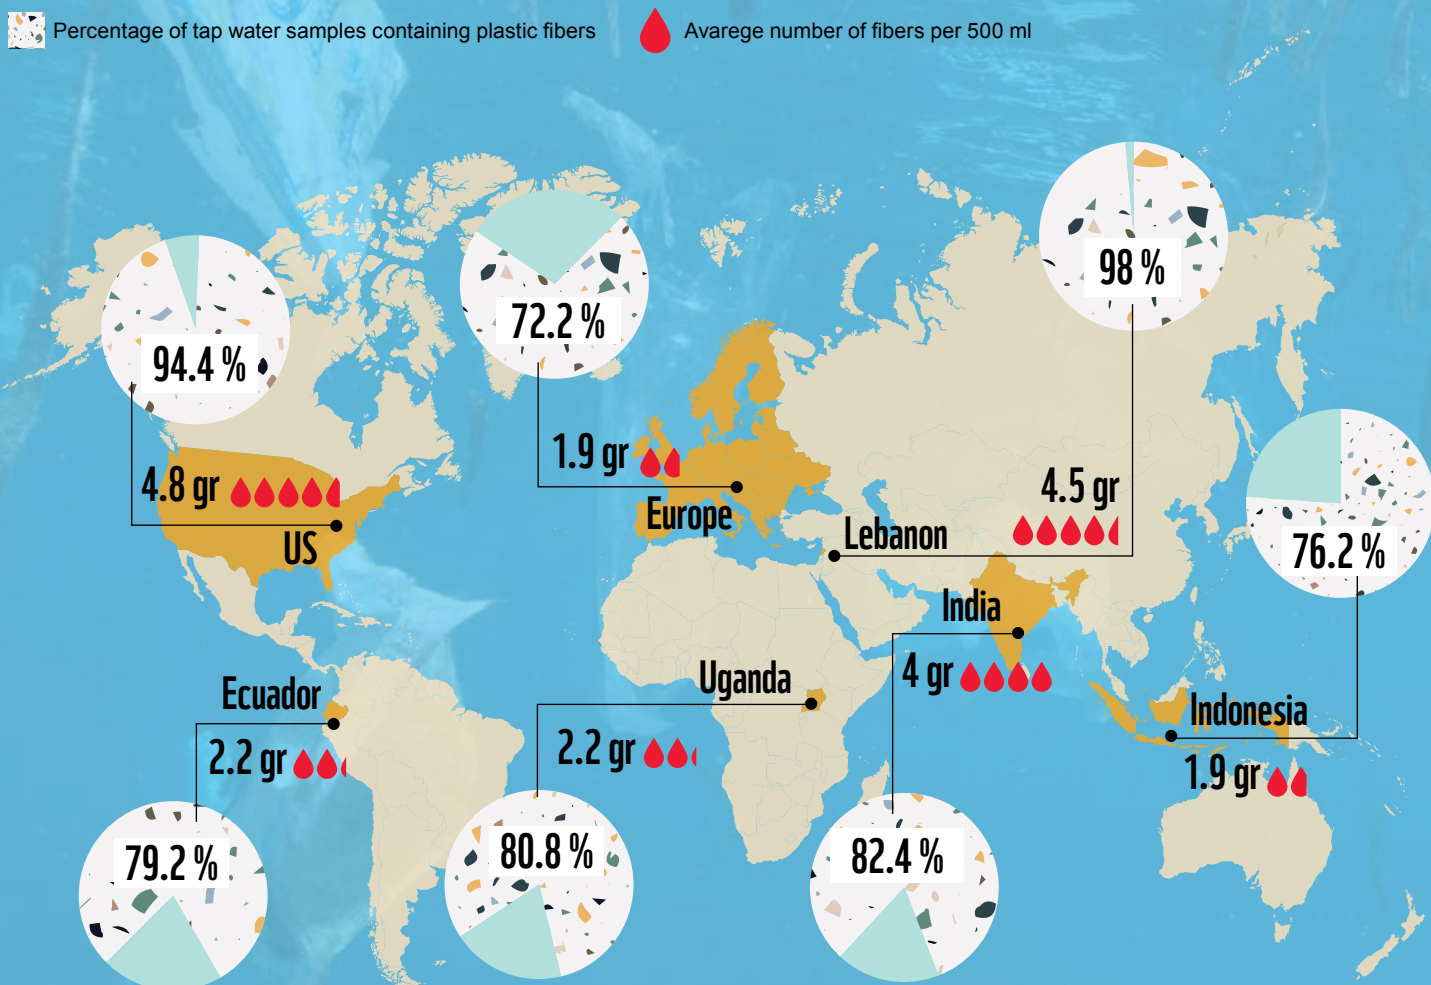 Percentage of tap water samples containing plastic fibers
Avarege number of fibers per 500 ml
98 %
72.2 %
94.4 %
76.2 %
1.9 gr
4.8 gr
4.5 gr
Europe
Lebanon
US
India
Uganda
4 gr
Ecuador
Indonesia
2.2 gr
2.2 gr
1.9 gr
79.2 %
80.8 %
82.4 %